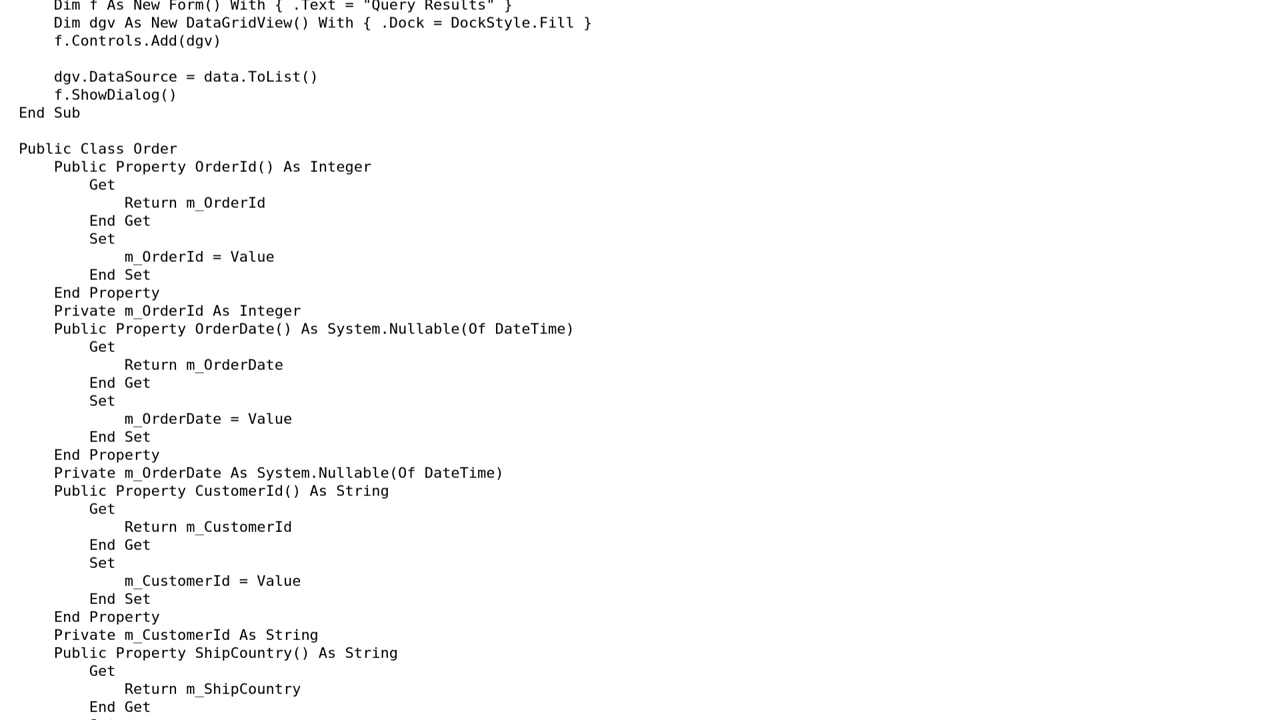 Dim f As New Form() With { .Text = "Query Results" }
    Dim dgv As New DataGridView() With { .Dock = DockStyle.Fill }
    f.Controls.Add(dgv)

    dgv.DataSource = data.ToList()
    f.ShowDialog()
End Sub

Public Class Order
    Public Property OrderId() As Integer
        Get
            Return m_OrderId
        End Get
        Set
            m_OrderId = Value
        End Set
    End Property
    Private m_OrderId As Integer
    Public Property OrderDate() As System.Nullable(Of DateTime)
        Get
            Return m_OrderDate
        End Get
        Set
            m_OrderDate = Value
        End Set
    End Property
    Private m_OrderDate As System.Nullable(Of DateTime)
    Public Property CustomerId() As String
        Get
            Return m_CustomerId
        End Get
        Set
            m_CustomerId = Value
        End Set
    End Property
    Private m_CustomerId As String
    Public Property ShipCountry() As String
        Get
            Return m_ShipCountry
        End Get